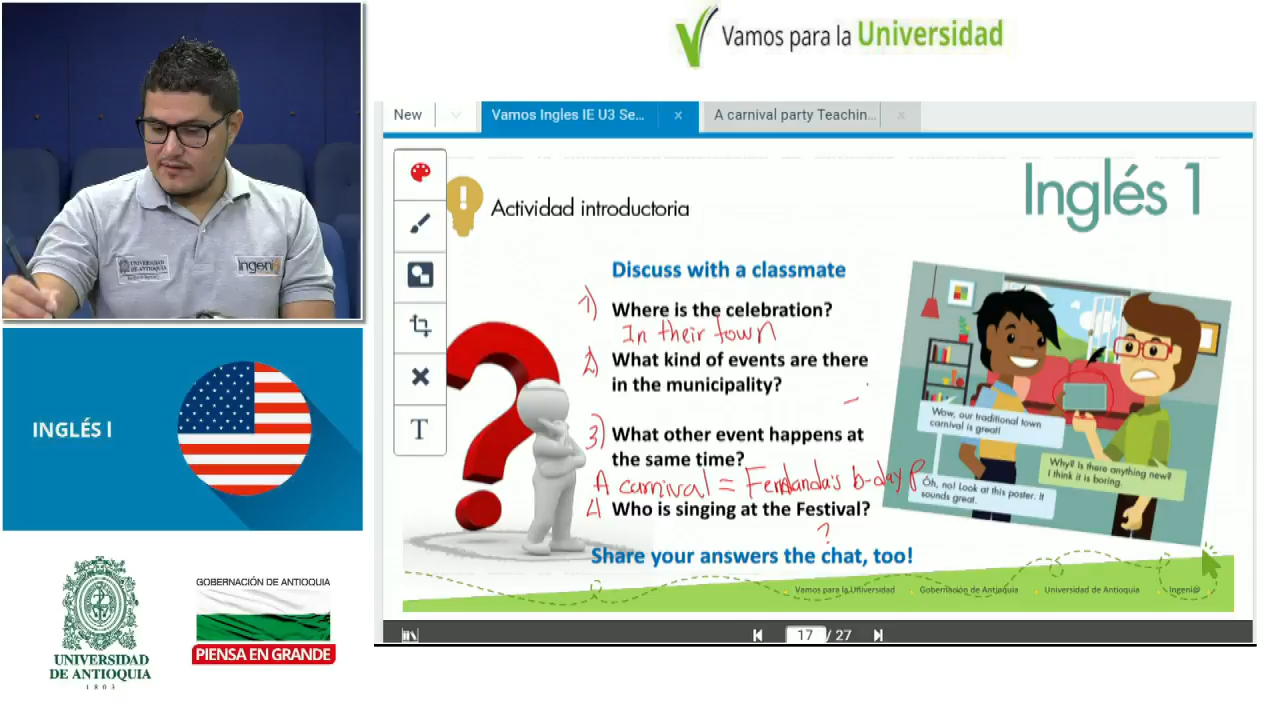 Vamos para la Universidad
New
Vamos Ingles IE U3 Se...
x
A carnival party Teachin...
x
Inglés 1
Actividad introductoria
Discuss with a classmate
1) Where is the celebration?
In their town
2) What kind of events are there
in the municipality?
3) What other event happens at
the same time?
A carnival = Ferdanda's b-day P
4) Who is singing at the Festival?
?
Share your answers the chat, too!
Wow, our traditional town
carnival is great!
Why? Is there anything new?
I think it is boring.
Oh, no! Look at this poster. It
sounds great.
T
Vamos para la Universidad
Gobernación de Antioquia
Universidad de Antioquia
Ingeni@
17 / 27
UNIVERSIDAD
DE ANTIOQUIA
Ingeni@
INGLÉS I
UNIVERSIDAD
DE ANTIOQUIA
1803
GOBERNACIÓN DE ANTIOQUIA
PIENSA EN GRANDE